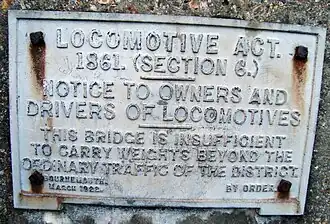 LOCOMOTIVE ACT.
1861. (SECTION 6.)
NOTICE TO OWNERS AND
DRIVERS OF LOCOMOTIVES
THIS BRIDGE IS INSUFFICIENT
TO CARRY WEIGHTS BEYOND THE
ORDINARY TRAFFIC OF THE DISTRICT.
BOURNEMOUTH.
MARCH 1922. BY ORDER.